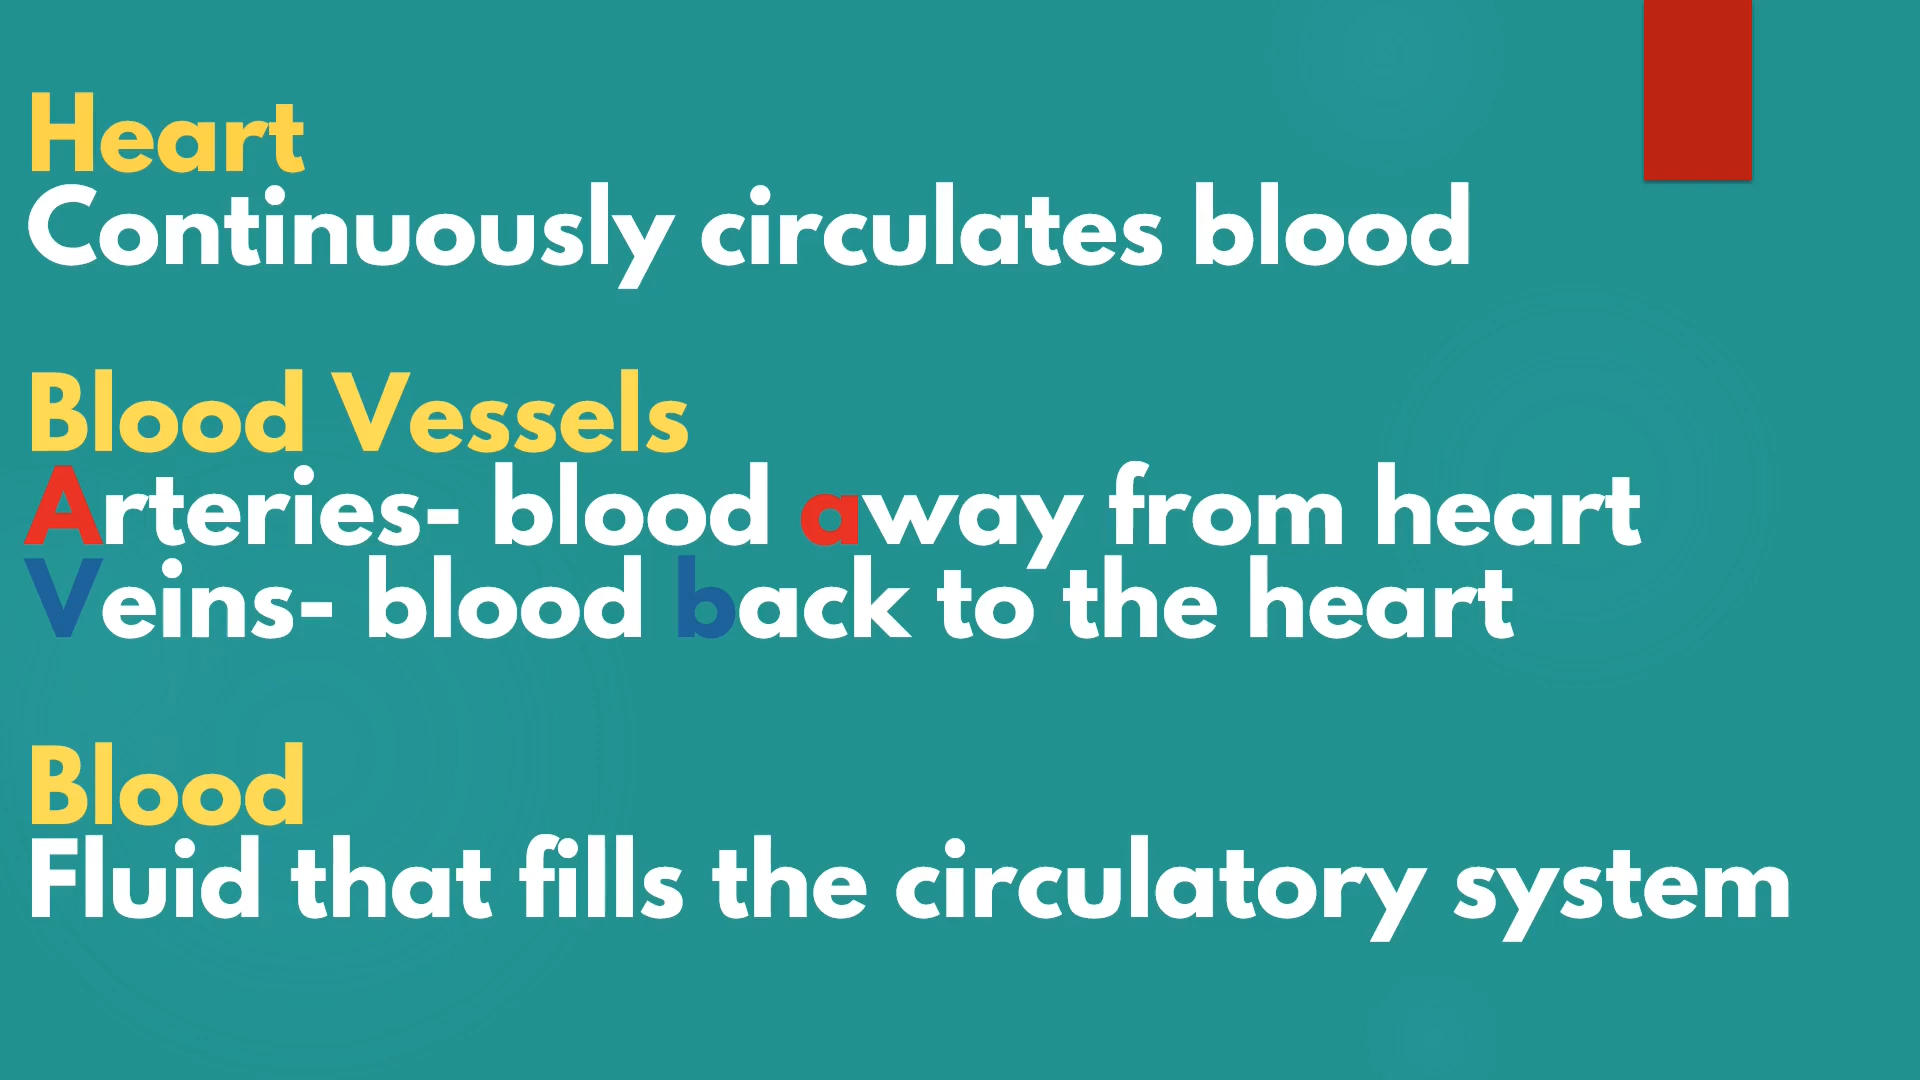 Heart
Continuously circulates blood
Blood Vessels
Arteries- blood away from heart
Veins- blood back to the heart
Blood
Fluid that fills the circulatory system